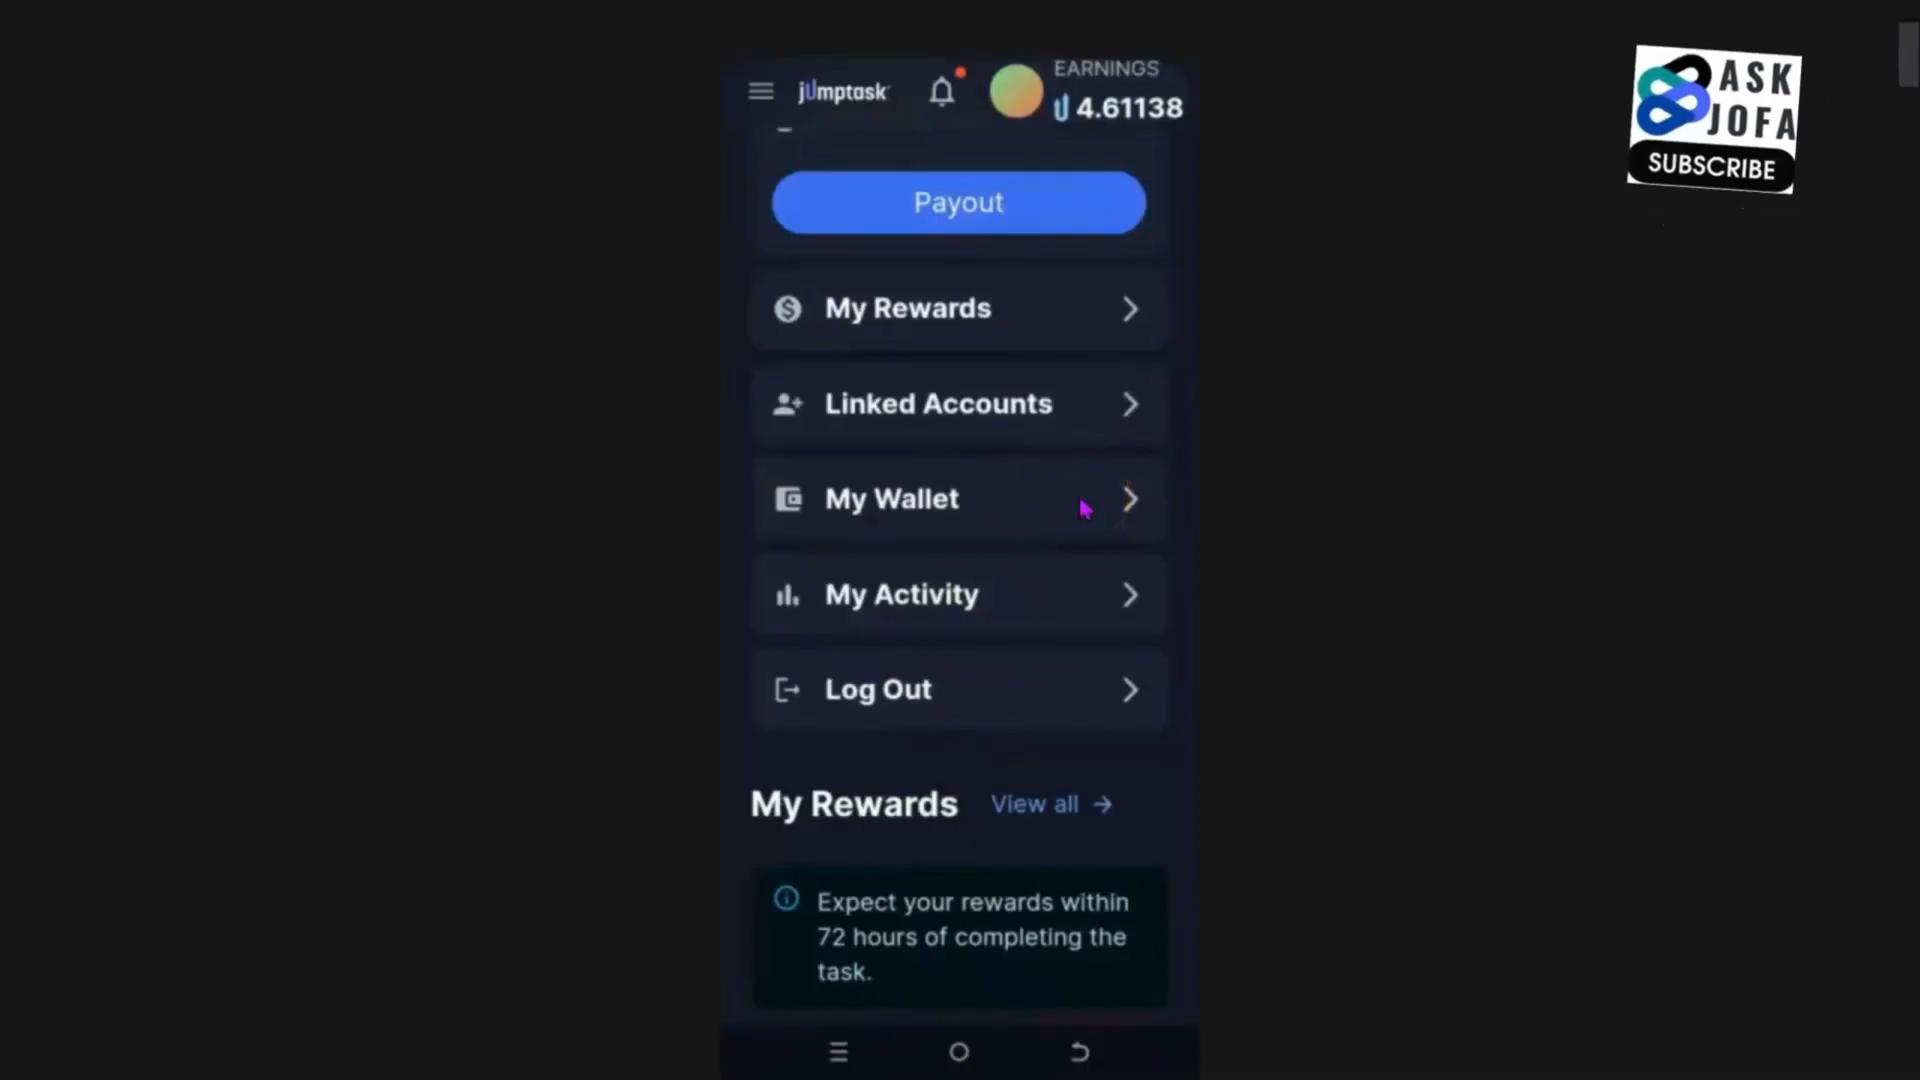 jumptask
EARNINGS
4.61138
Payout
My Rewards
Linked Accounts
My Wallet
My Activity
Log Out
My Rewards View all →
Expect your rewards within
72 hours of completing the
task.
ASK
JOFA
SUBSCRIBE